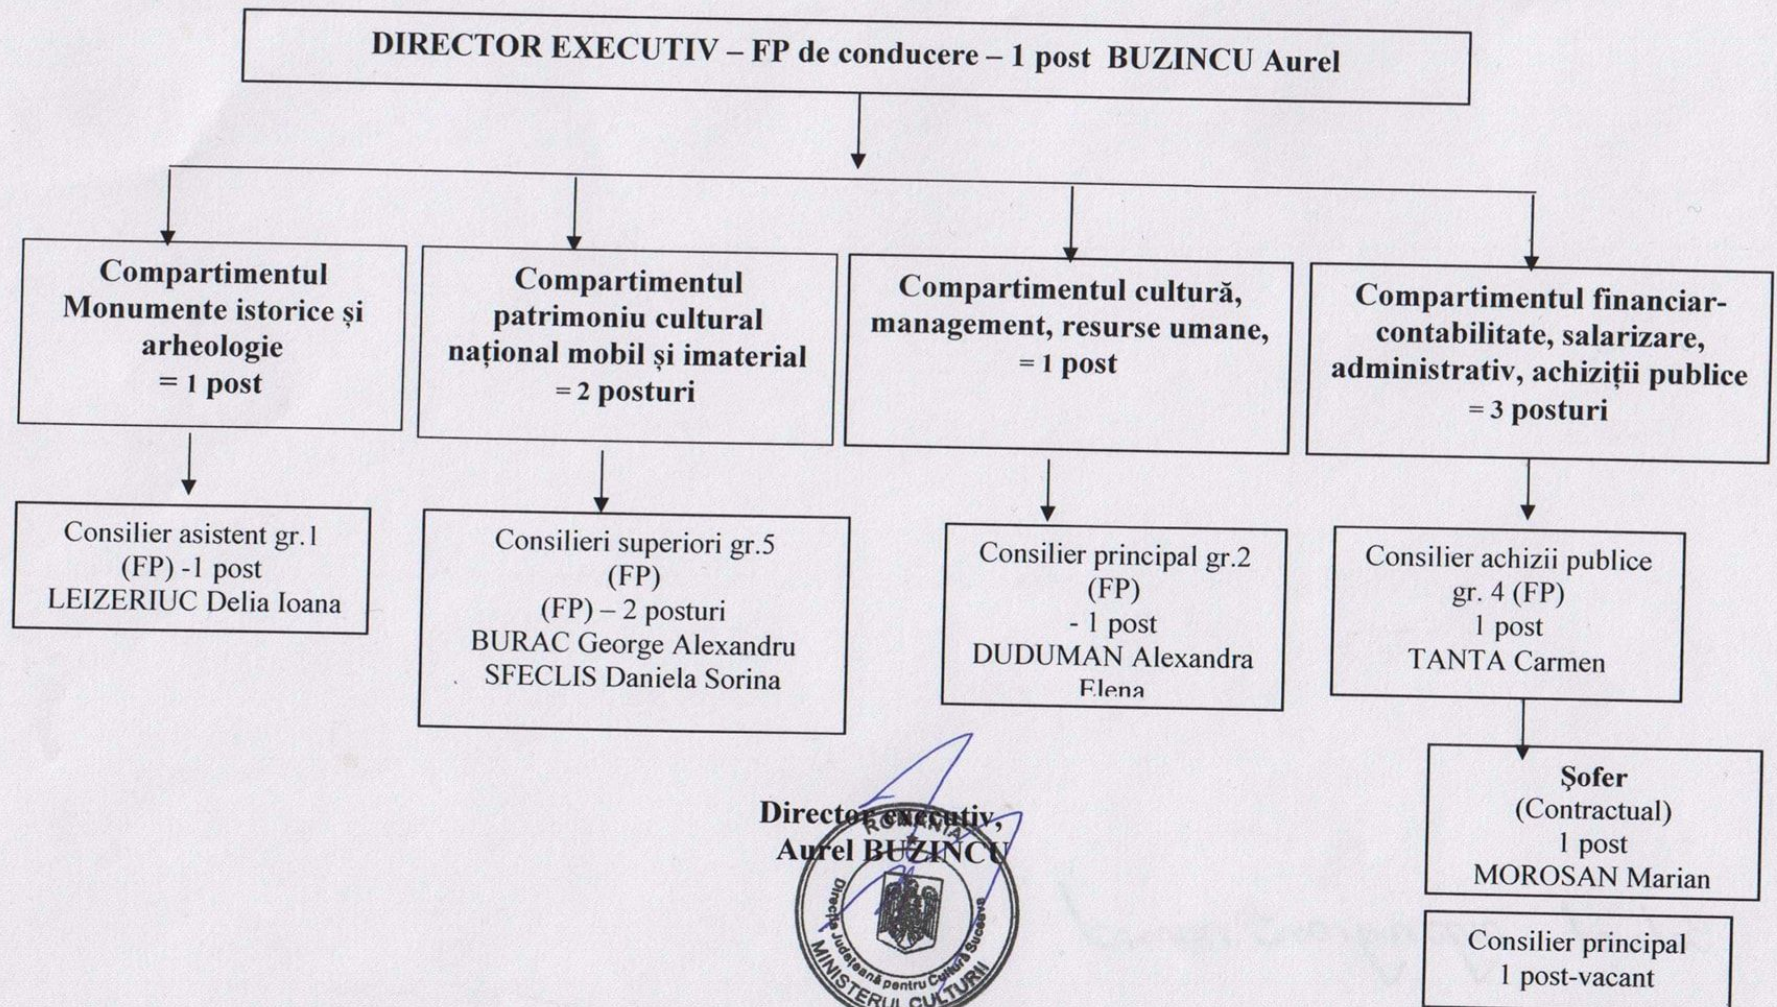 DIRECTOR EXECUTIV – FP de conducere – 1 post BUZINCU Aurel
Compartimentul
Monumente istorice și
arheologie
= 1 post
Compartimentul
patrimoniu cultural
național mobil și imaterial
= 2 posturi
Compartimentul cultură,
management, resurse umane,
= 1 post
Compartimentul financiar-
contabilitate, salarizare,
administrativ, achiziții publice
= 3 posturi
Consilier asistent gr.1
(FP) -1 post
LEIZERIUC Delia Ioana
Consilieri superiori gr.5
(FP)
(FP) – 2 posturi
BURAC George Alexandru
SFECLIS Daniela Sorina
Consilier principal gr.2
(FP)
- 1 post
DUDUMAN Alexandra
Elena
Consilier achizii publice
gr. 4 (FP)
1 post
TANTA Carmen
Șofer
(Contractual)
1 post
MOROSAN Marian
Consilier principal
1 post-vacant
Director executiv,
Aurel BUZINCU
ROMÂNIA
Direcția Județeană pentru Cultură Suceava
MINISTERUL CULTURII